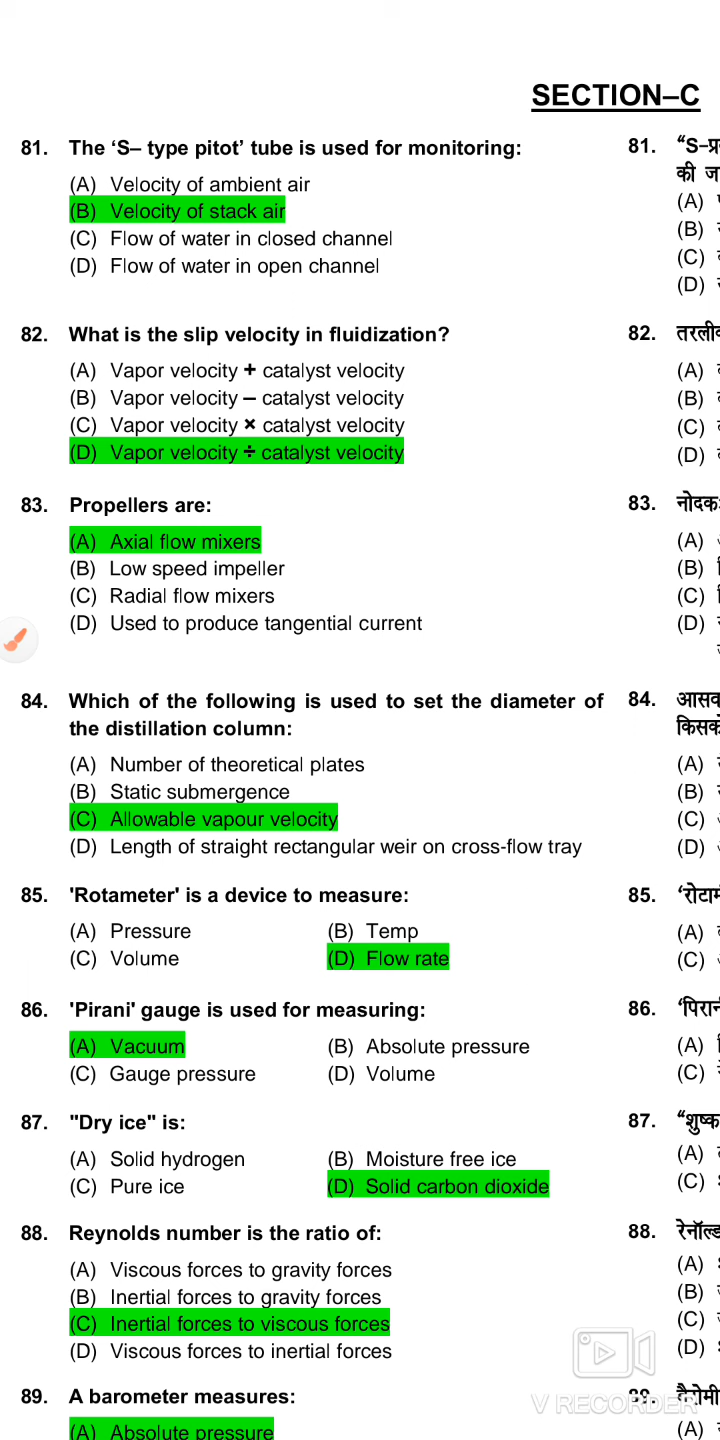 SECTION–C
81. The ‘S– type pitot’ tube is used for monitoring:
(A) Velocity of ambient air
(B) Velocity of stack air
(C) Flow of water in closed channel
(D) Flow of water in open channel
82. What is the slip velocity in fluidization?
(A) Vapor velocity + catalyst velocity
(B) Vapor velocity – catalyst velocity
(C) Vapor velocity × catalyst velocity
(D) Vapor velocity ÷ catalyst velocity
83. Propellers are:
(A) Axial flow mixers
(B) Low speed impeller
(C) Radial flow mixers
(D) Used to produce tangential current
84. Which of the following is used to set the diameter of
the distillation column:
(A) Number of theoretical plates
(B) Static submergence
(C) Allowable vapour velocity
(D) Length of straight rectangular weir on cross-flow tray
85. 'Rotameter' is a device to measure:
(A) Pressure (B) Temp
(C) Volume (D) Flow rate
86. 'Pirani' gauge is used for measuring:
(A) Vacuum (B) Absolute pressure
(C) Gauge pressure (D) Volume
87. "Dry ice" is:
(A) Solid hydrogen (B) Moisture free ice
(C) Pure ice (D) Solid carbon dioxide
88. Reynolds number is the ratio of:
(A) Viscous forces to gravity forces
(B) Inertial forces to gravity forces
(C) Inertial forces to viscous forces
(D) Viscous forces to inertial forces
89. A barometer measures:
(A) Absolute pressure
81.
की
(A)
(B)
(C)
(D)
82.
(A)
(B)
(C)
(D)
83.
(A)
(B)
(C)
(D)
84.
(A)
(B)
(C)
(D)
85.
(A)
(C)
86.
(A)
(C)
87.
(A)
(C)
88.
(A)
(B)
(C)
(D)
89.
(A)
V RECORDER